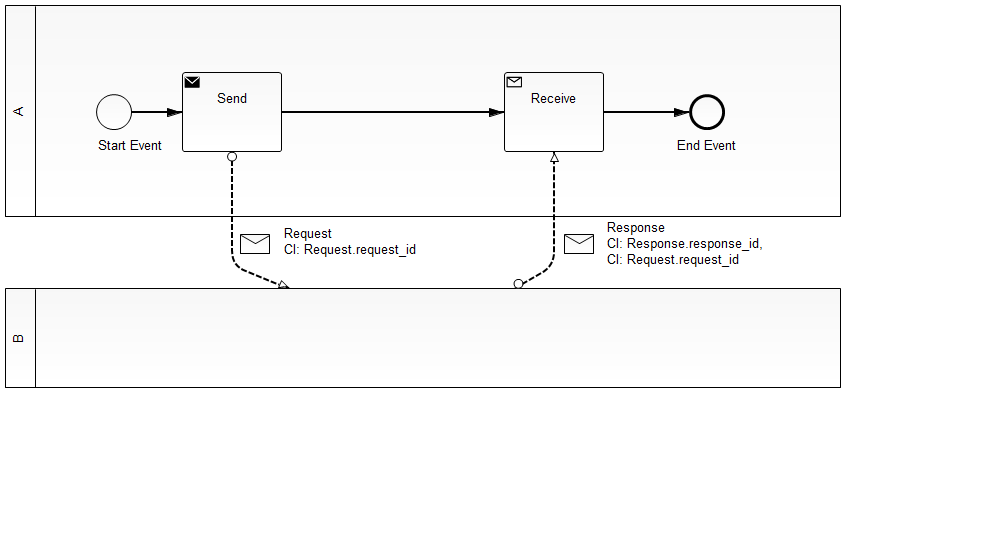 A
Send
Receive
Start Event
End Event
Request
CI: Request.request_id
Response
CI: Response.response_id,
CI: Request.request_id
B